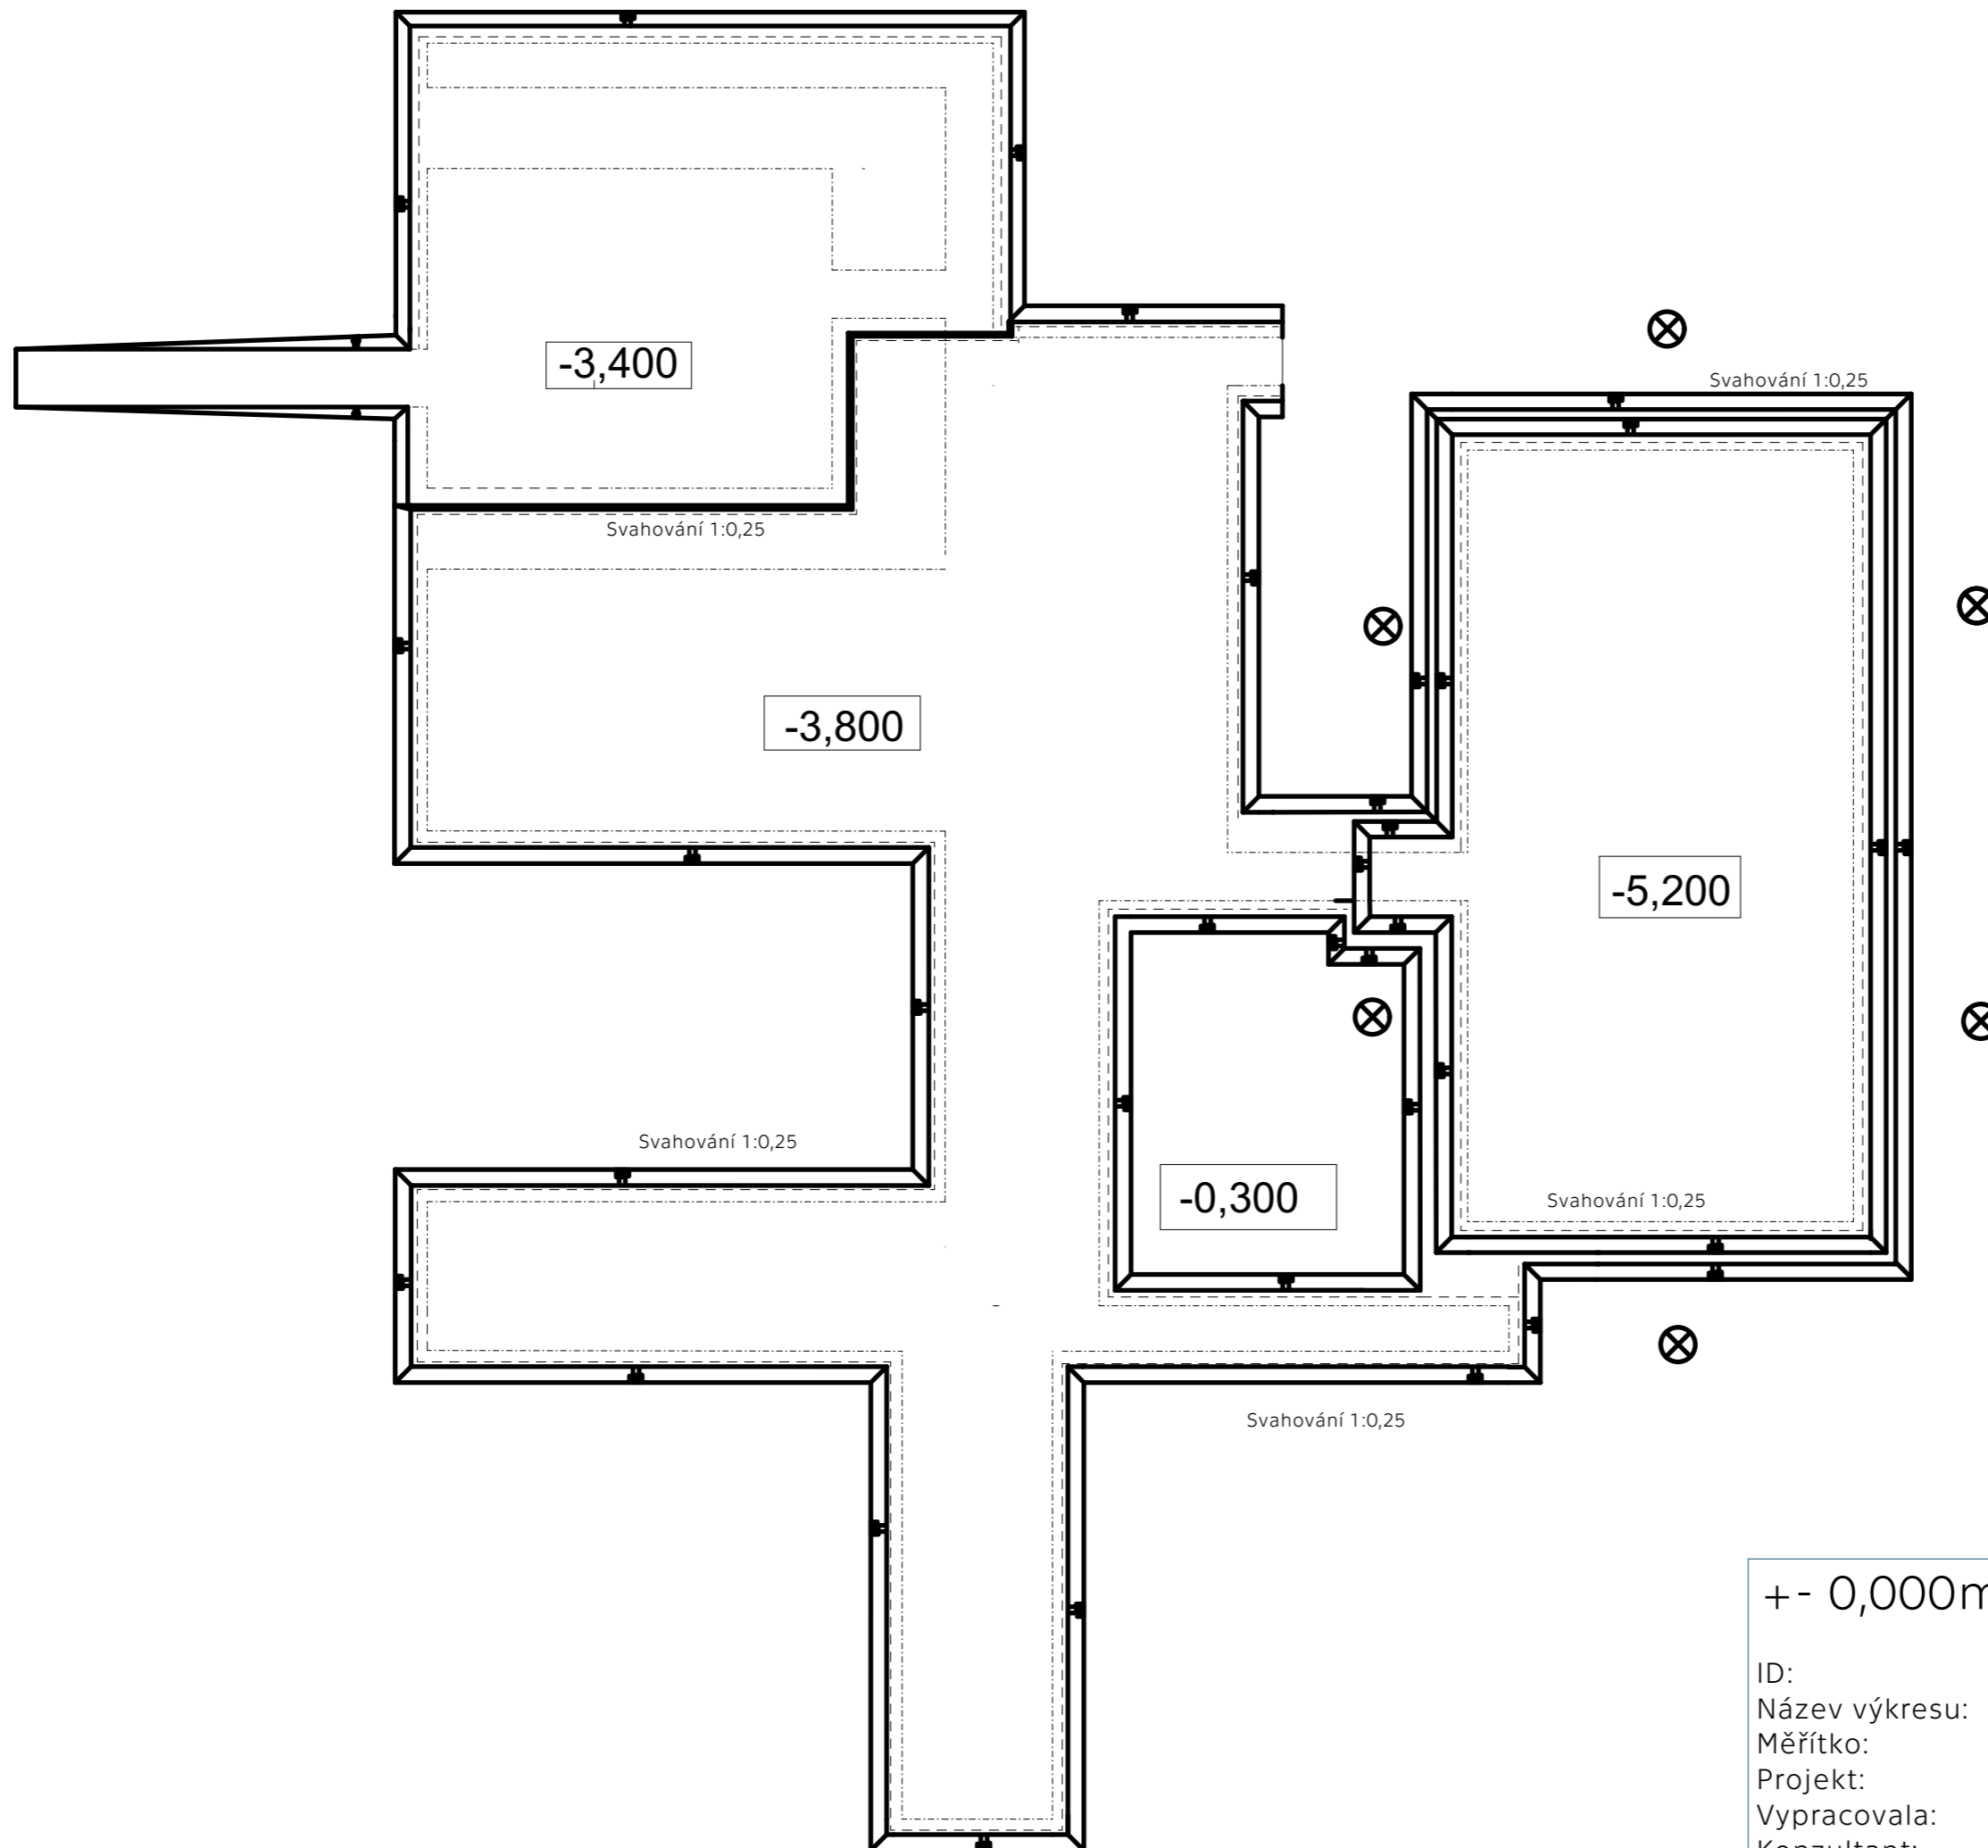 -3,400
Svahování 1:0,25
Svahování 1:0,25
-3,800
-5,200
Svahování 1:0,25
-0,300
Svahování 1:0,25
Svahování 1:0,25
+- 0,000m
ID:
Název výkresu:
Měřítko:
Projekt:
Vypracovala:
Konzultant: